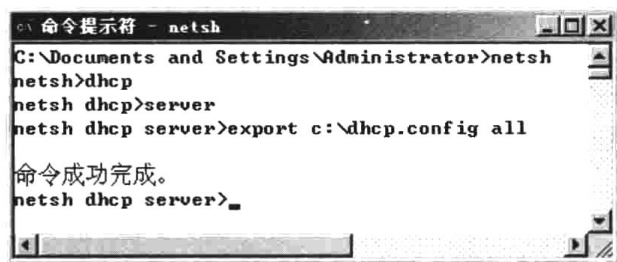 命令提示符 - netsh
C:\Documents and Settings\Administrator>netsh
netsh>dhcp
netsh dhcp>server
netsh dhcp server>export c:\dhcp.config all
命令成功完成。
netsh dhcp server>_